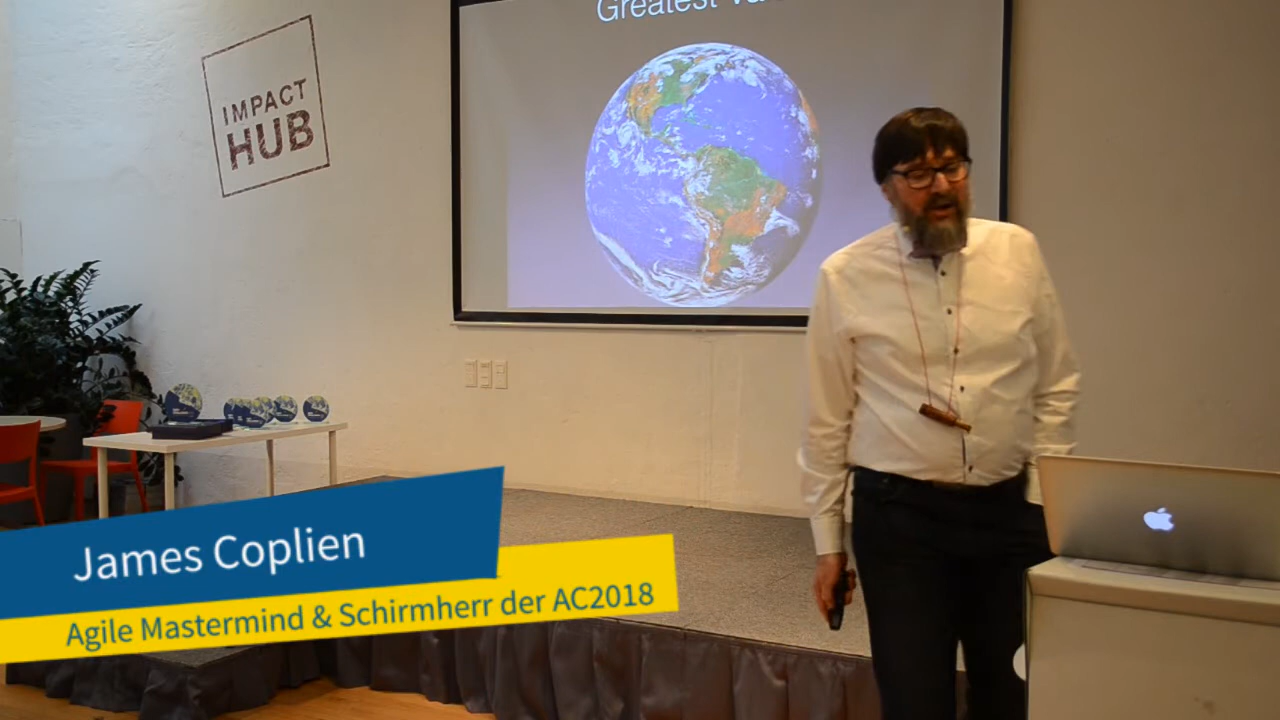 Greatest
IMPACT
HUB
James Coplien
Agile Mastermind & Schirmherr der AC2018